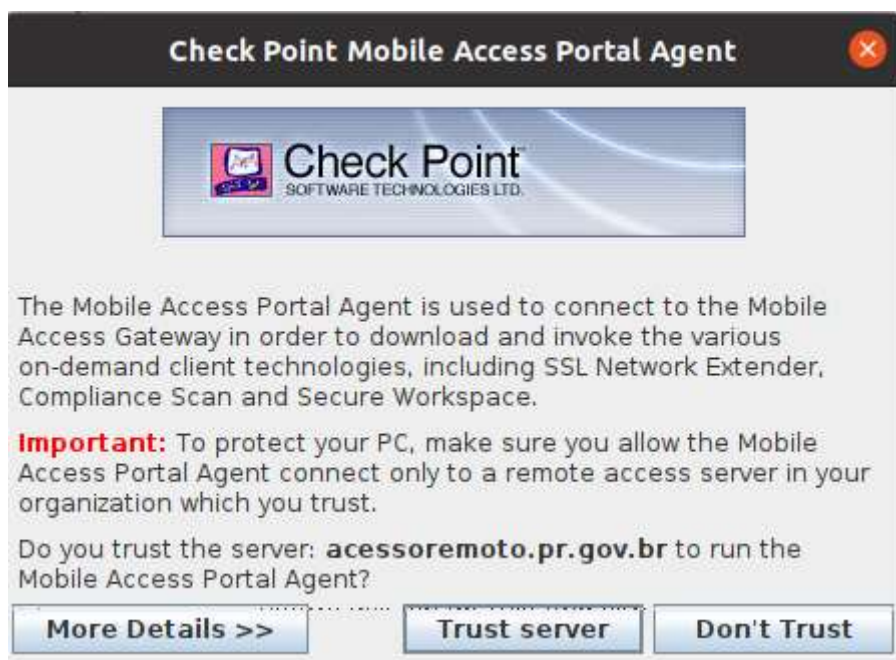 Check Point Mobile Access Portal Agent
Check Point
SOFTWARE TECHNOLOGIES LTD.
The Mobile Access Portal Agent is used to connect to the Mobile
Access Gateway in order to download and invoke the various
on-demand client technologies, including SSL Network Extender,
Compliance Scan and Secure Workspace.
Important: To protect your PC, make sure you allow the Mobile
Access Portal Agent connect only to a remote access server in your
organization which you trust.
Do you trust the server: acessoremoto.pr.gov.br to run the
Mobile Access Portal Agent?
More Details >> Trust server Don't Trust